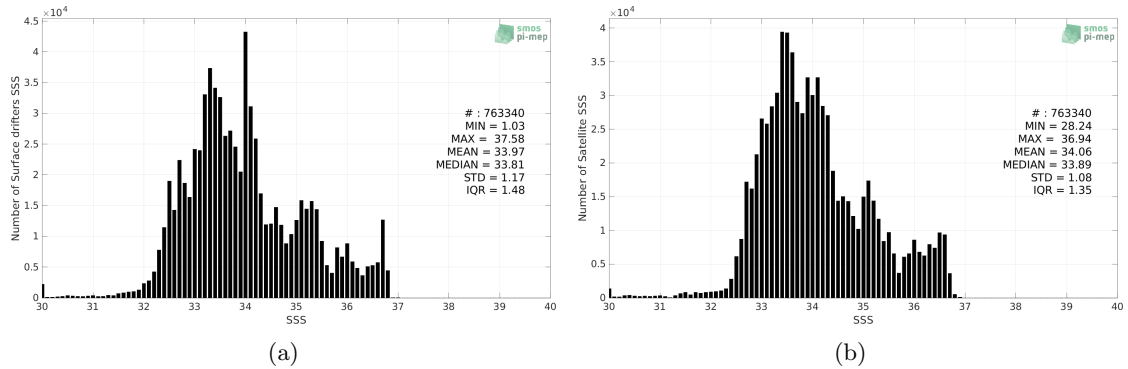 ×10⁴
4.5
4
3.5
3
2.5
2
1.5
1
0.5
0
Number of Surface drifters SSS
smos
pi-mep
# : 763340
MIN = 1.03
MAX = 37.58
MEAN = 33.97
MEDIAN = 33.81
STD = 1.17
IQR = 1.48
30 31 32 33 34 35 36 37 38 39 40
SSS
(a)
×10⁴
4
3.5
3
2.5
2
1.5
1
0.5
0
Number of Satellite SSS
smos
pi-mep
# : 763340
MIN = 28.24
MAX = 36.94
MEAN = 34.06
MEDIAN = 33.89
STD = 1.08
IQR = 1.35
30 31 32 33 34 35 36 37 38 39 40
SSS
(b)